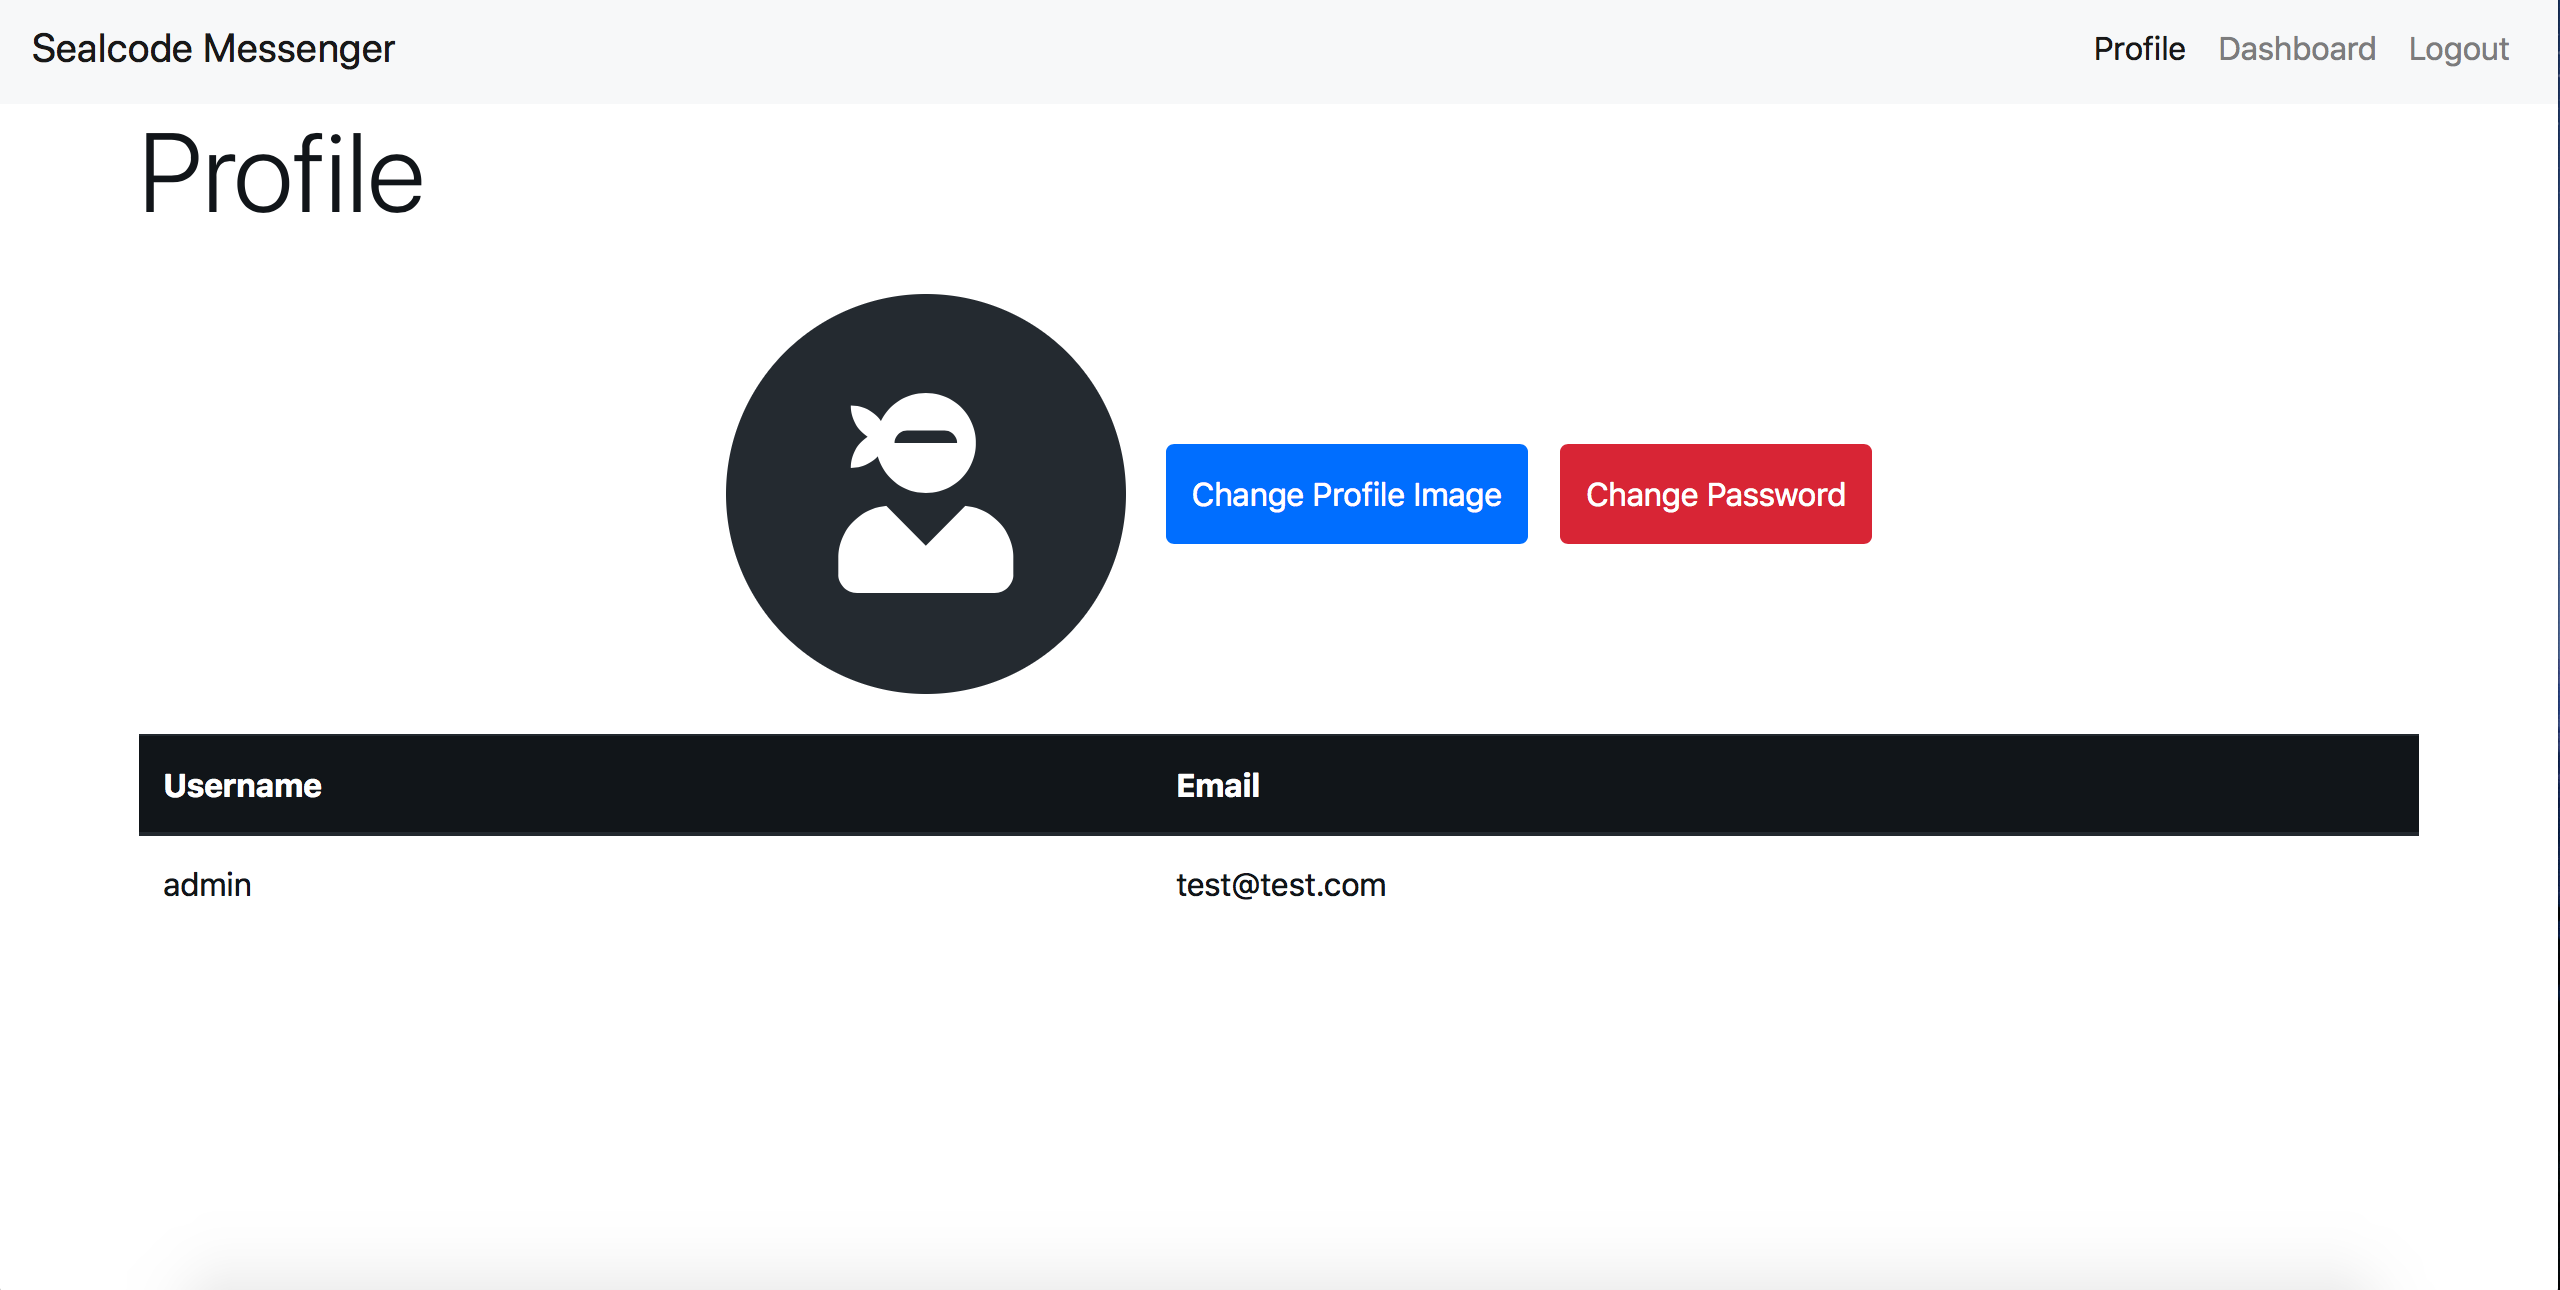 Sealcode Messenger
Profile Dashboard Logout
Profile
Change Profile Image
Change Password
Username Email
admin test@test.com